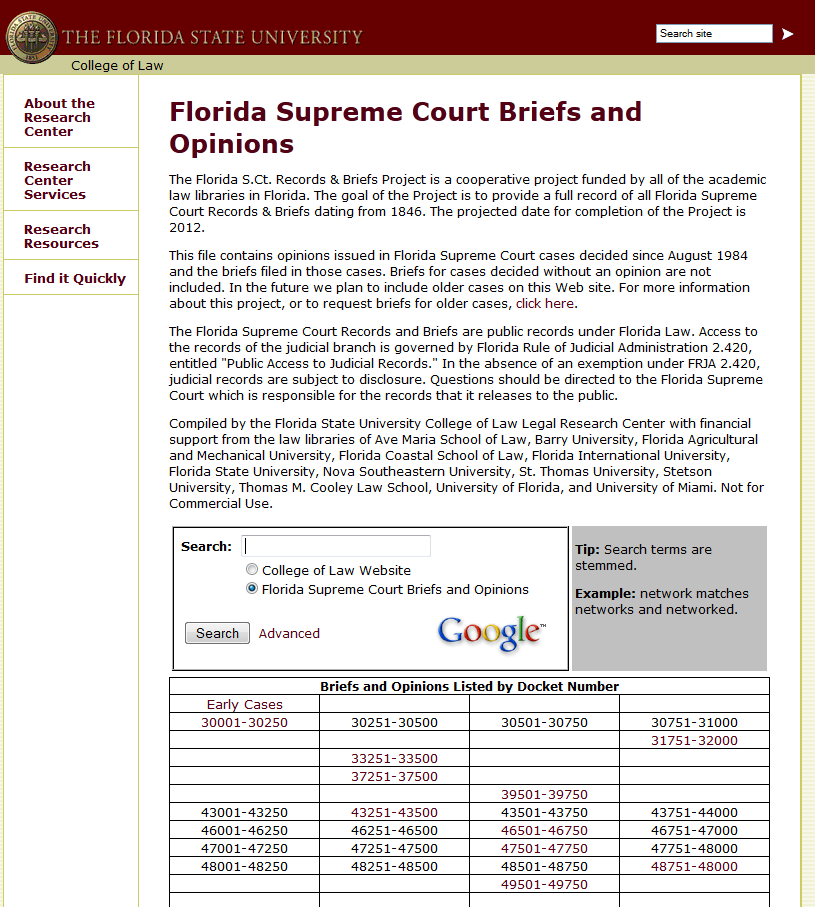 THE FLORIDA STATE UNIVERSITY
Search site
College of Law
About the
Research
Center
Research
Center
Services
Research
Resources
Find it Quickly
Florida Supreme Court Briefs and
Opinions
The Florida S.Ct. Records & Briefs Project is a cooperative project funded by all of the academic
law libraries in Florida. The goal of the Project is to provide a full record of all Florida Supreme
Court Records & Briefs dating from 1846. The projected date for completion of the Project is
2012.
This file contains opinions issued in Florida Supreme Court cases decided since August 1984
and the briefs filed in those cases. Briefs for cases decided without an opinion are not
included. In the future we plan to include older cases on this Web site. For more information
about this project, or to request briefs for older cases, click here.
The Florida Supreme Court Records and Briefs are public records under Florida Law. Access to
the records of the judicial branch is governed by Florida Rule of Judicial Administration 2.420,
entitled "Public Access to Judicial Records." In the absence of an exemption under FRJA 2.420,
judicial records are subject to disclosure. Questions should be directed to the Florida Supreme
Court which is responsible for the records that it releases to the public.
Compiled by the Florida State University College of Law Legal Research Center with financial
support from the law libraries of Ave Maria School of Law, Barry University, Florida Agricultural
and Mechanical University, Florida Coastal School of Law, Florida International University,
Florida State University, Nova Southeastern University, St. Thomas University, Stetson
University, Thomas M. Cooley Law School, University of Florida, and University of Miami. Not for
Commercial Use.
Search:
College of Law Website
Florida Supreme Court Briefs and Opinions
Search Advanced
Google™
Tip: Search terms are
stemmed.
Example: network matches
networks and networked.
Briefs and Opinions Listed by Docket Number
Early Cases
30001-30250 30251-30500 30501-30750 30751-31000
31751-32000
33251-33500
37251-37500
39501-39750
43001-43250 43251-43500 43501-43750 43751-44000
46001-46250 46251-46500 46501-46750 46751-47000
47001-47250 47251-47500 47501-47750 47751-48000
48001-48250 48251-48500 48501-48750 48751-48000
49501-49750